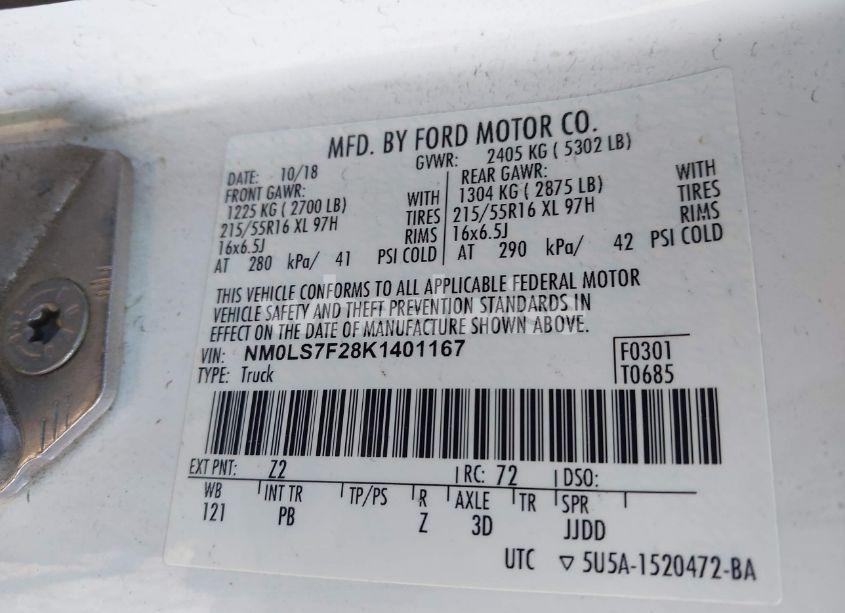 MFD. BY FORD MOTOR CO.
DATE: 10/18 GVWR: 2405 KG ( 5302 LB)
FRONT GAWR: REAR GAWR:
1225 KG ( 2700 LB) WITH 1304 KG ( 2875 LB) WITH
215/55R16 XL 97H TIRES 215/55R16 XL 97H TIRES
16x6.5J RIMS 16x6.5J RIMS
AT 280 kPa/ 41 PSI COLD AT 290 kPa/ 42 PSI COLD
THIS VEHICLE CONFORMS TO ALL APPLICABLE FEDERAL MOTOR
VEHICLE SAFETY AND THEFT PREVENTION STANDARDS IN
EFFECT ON THE DATE OF MANUFACTURE SHOWN ABOVE.
VIN: NM0LS7F28K1401167 F0301
TYPE: Truck T0685
EXT PNT: Z2 RC: 72 DSO:
WB INT TR TP/PS R AXLE TR SPR
121 PB Z 3D JJDD
UTC ▽ 5U5A-1520472-BA